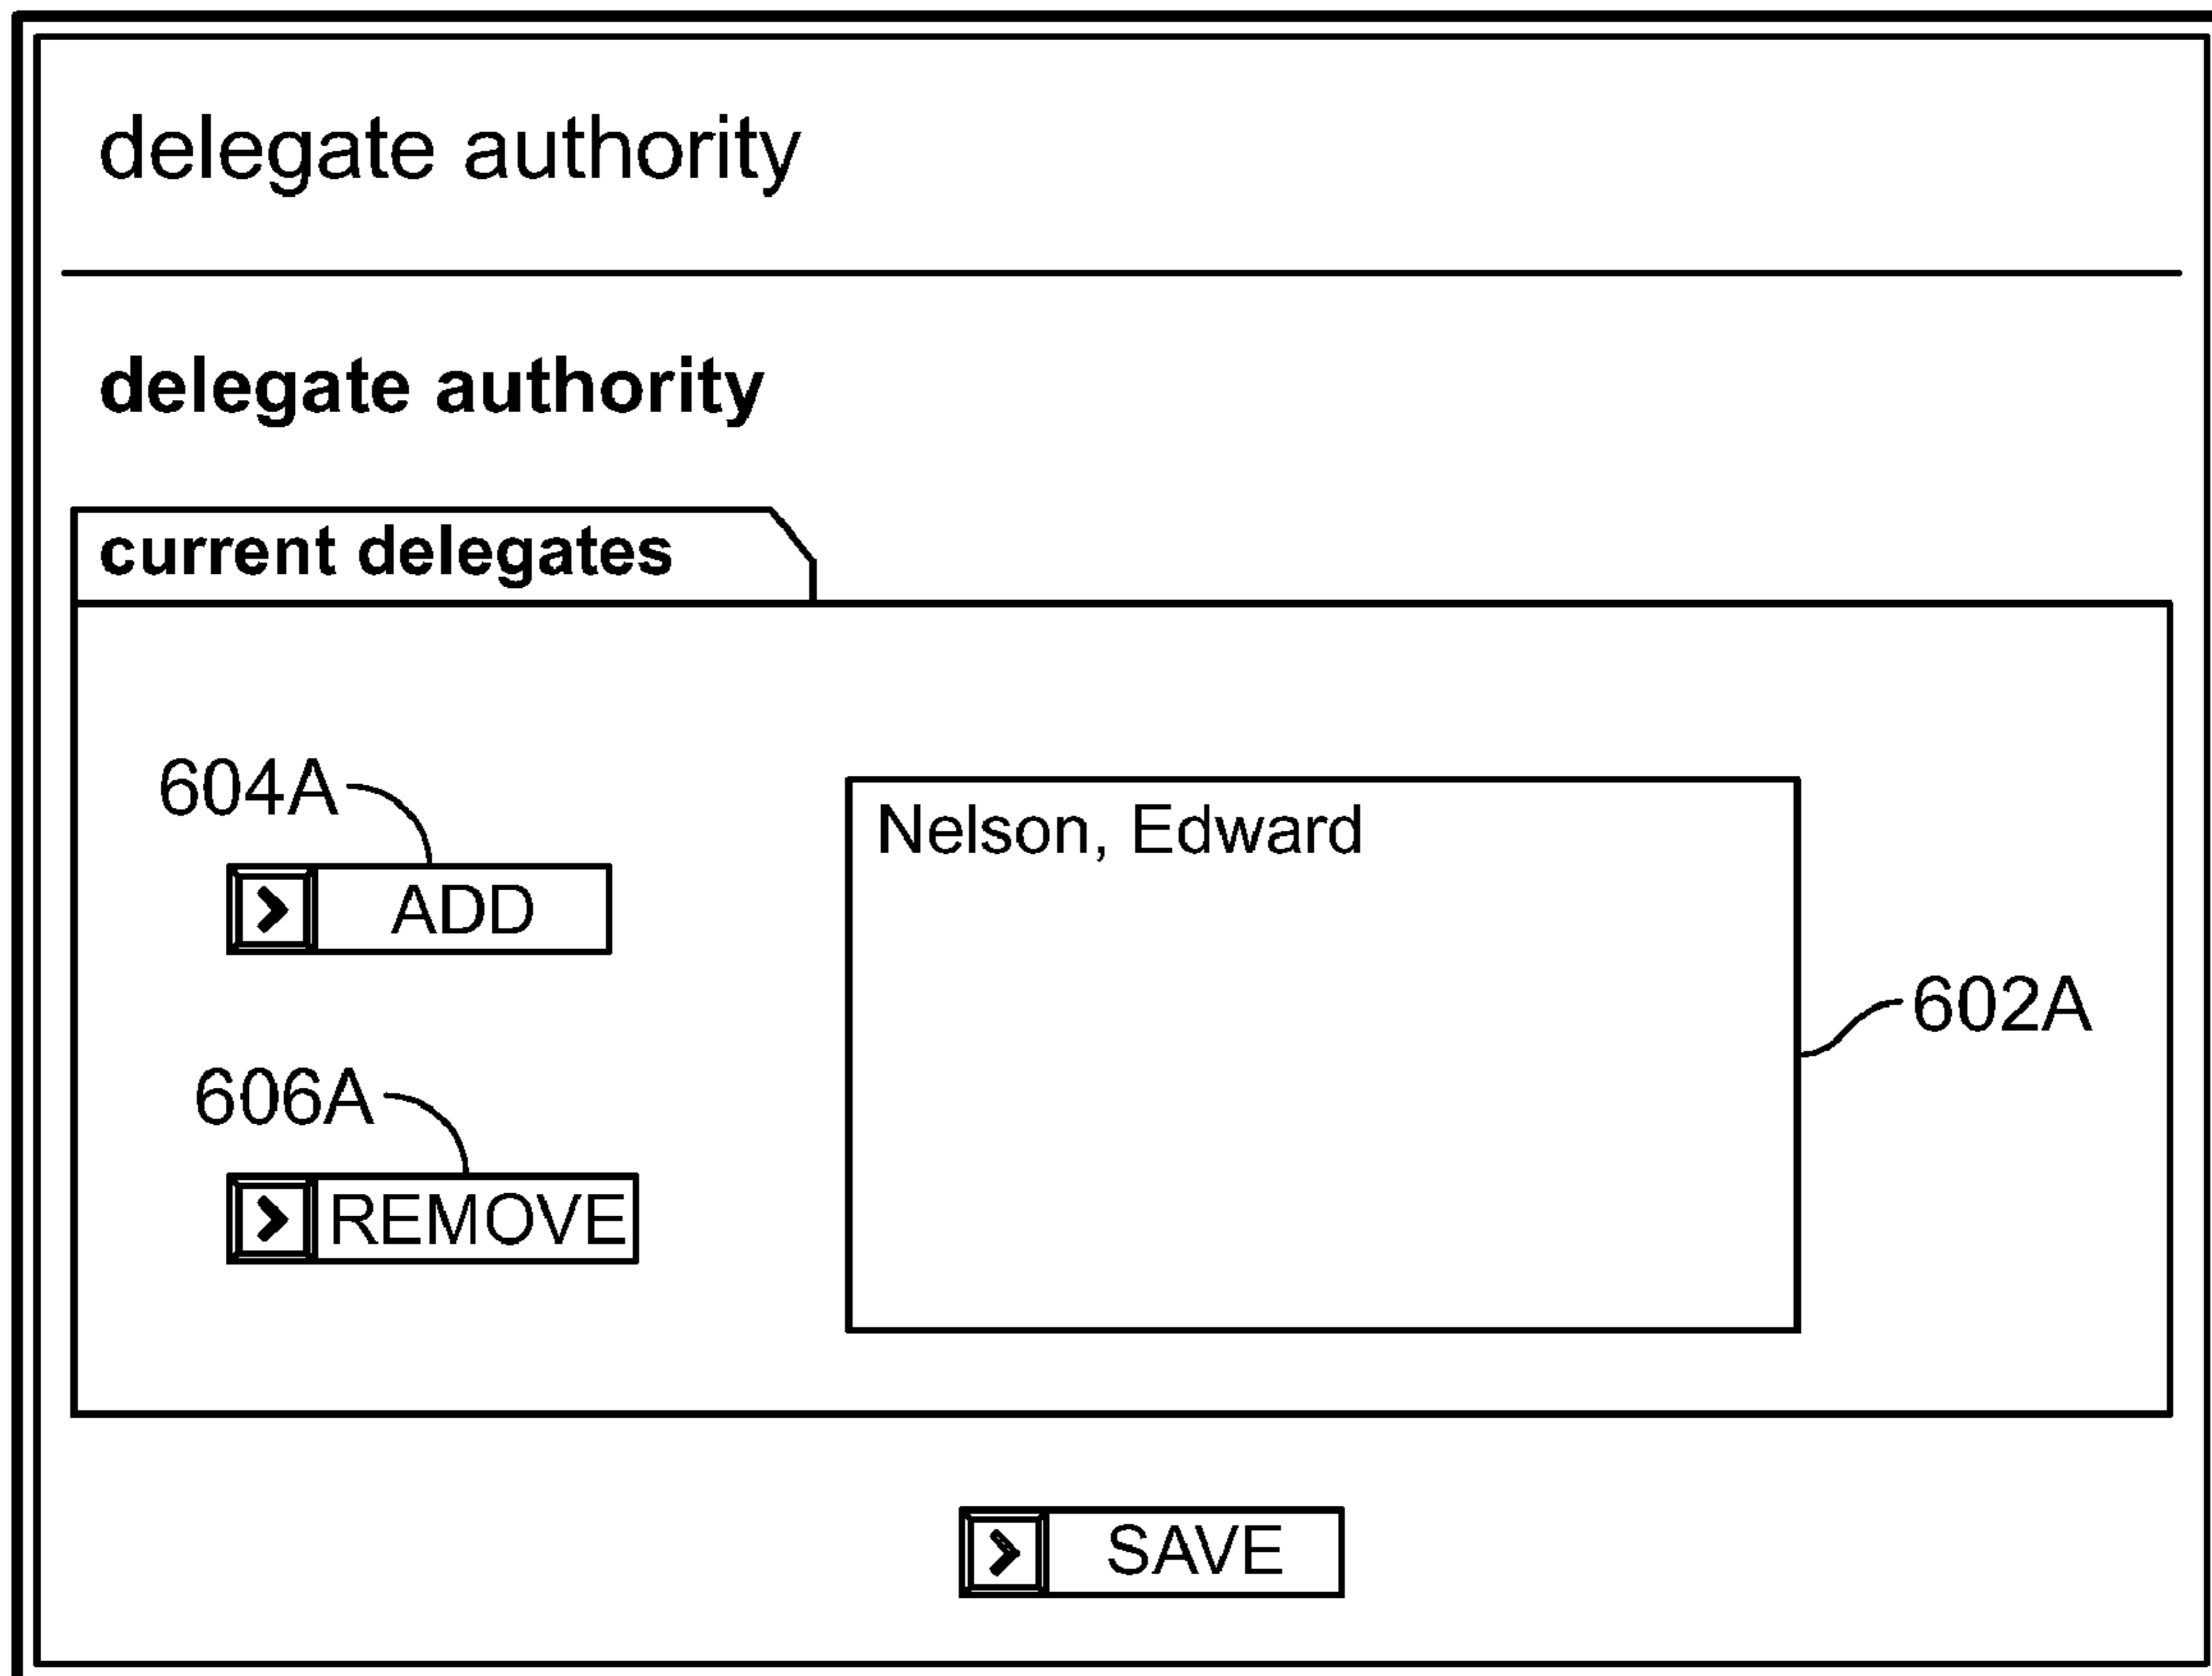 delegate authority
delegate authority
current delegates
604A
ADD
Nelson, Edward
602A
606A
REMOVE
SAVE